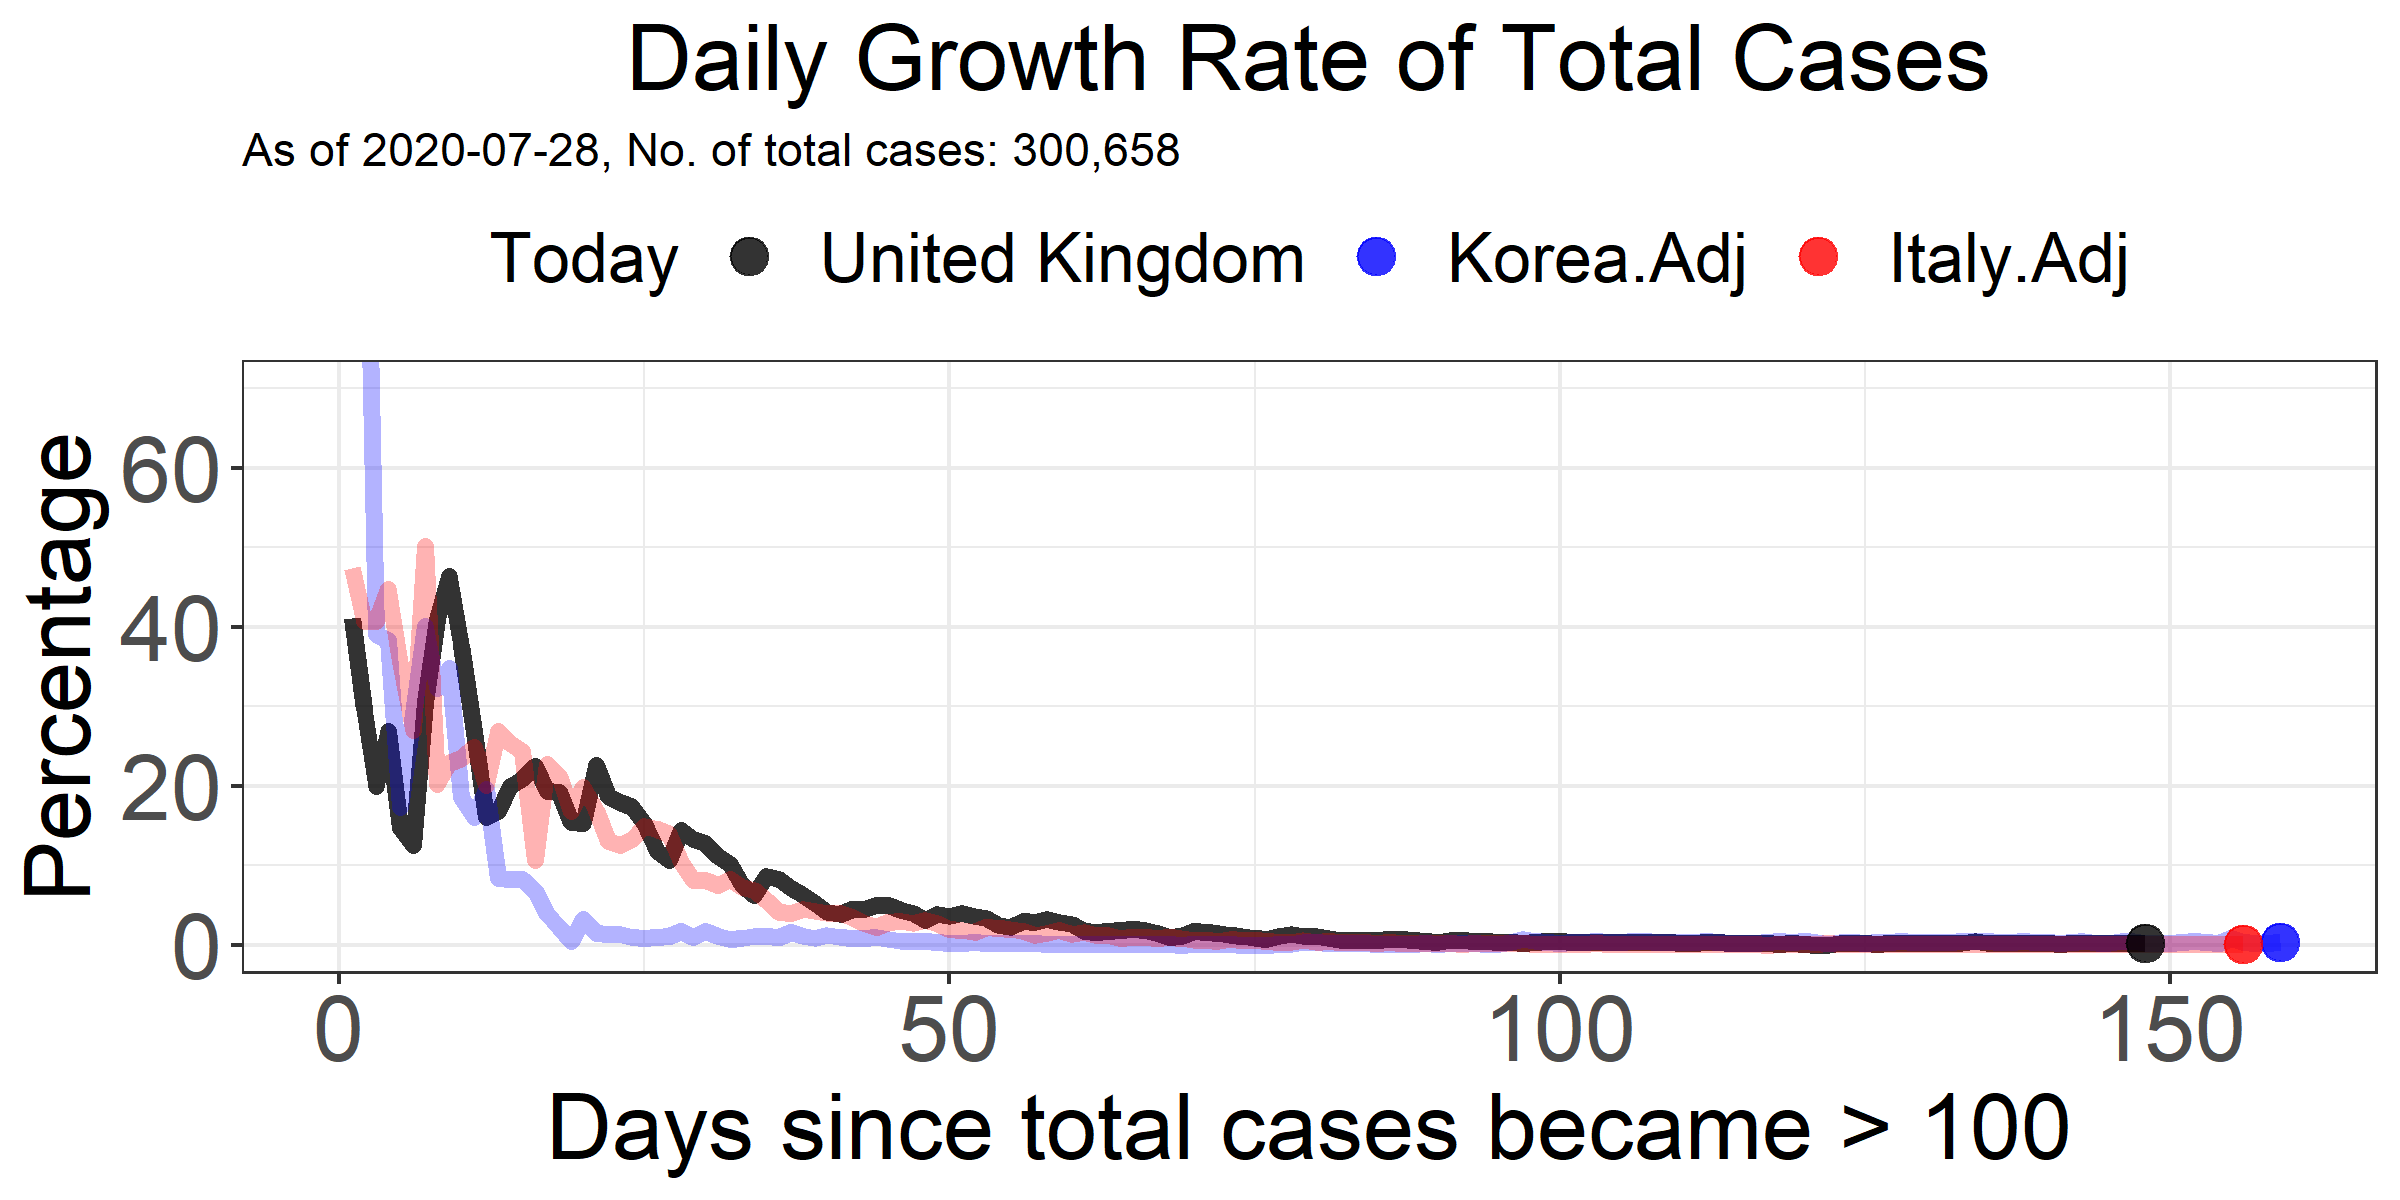 Daily Growth Rate of Total Cases
As of 2020-07-28, No. of total cases: 300,658
Today United Kingdom Korea.Adj Italy.Adj
Percentage
60
40
20
0
0 50 100 150
Days since total cases became > 100